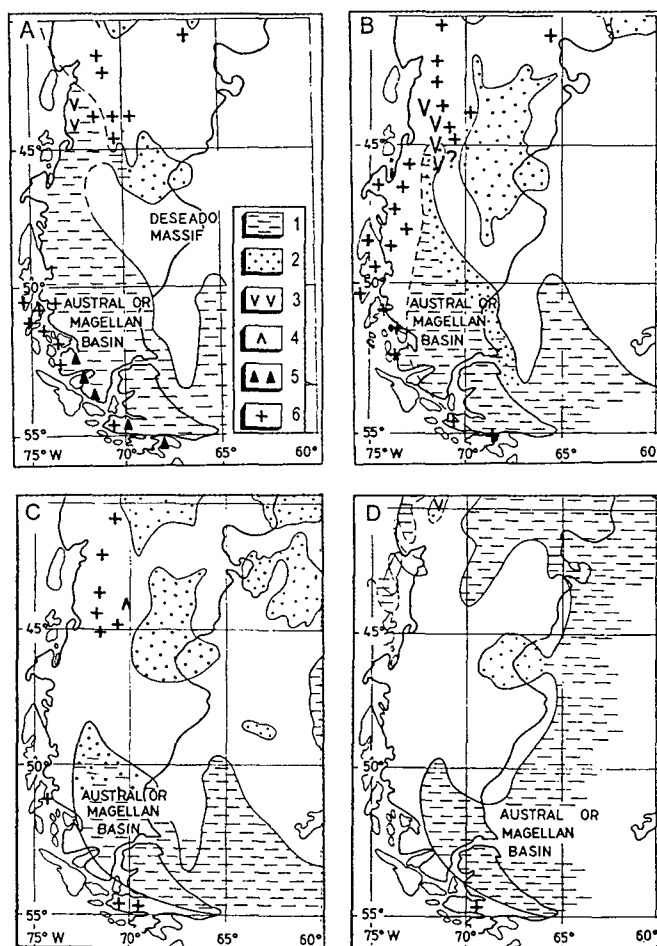 A
45°
DESEADO
MASSIF
50°
AUSTRAL OR
MAGELLAN
BASIN
55°
75° W
70°
65°
60°
1
2
3
4
5
6
B
?
45°
50°
AUSTRAL OR
MAGELLAN
BASIN
55°
75° W
70°
65°
60°
C
45°
50°
AUSTRAL OR
MAGELLAN
BASIN
55°
75° W
70°
65°
60°
D
45°
50°
AUSTRAL OR
MAGELLAN
BASIN
55°
75° W
70°
65°
60°